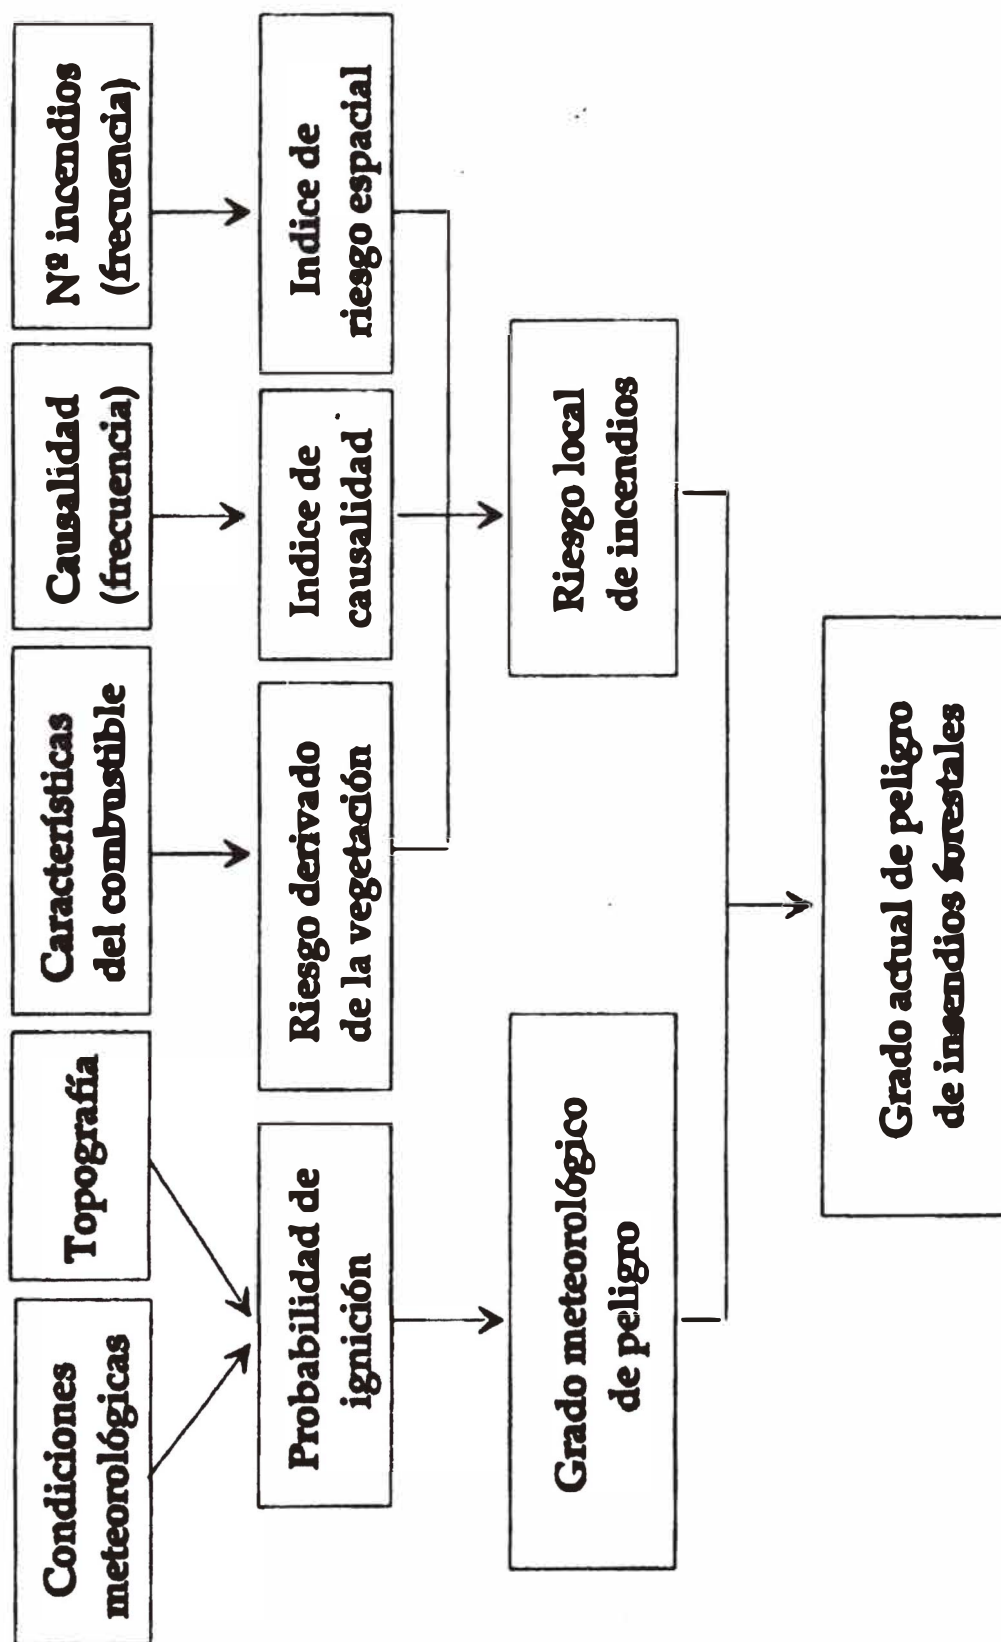 Condiciones
meteorológicas
Topografía
Características
del combustible
Causalidad
(frecuencia)
Nº incendios
(frecuencia)
Probabilidad de
ignición
Riesgo derivado
de la vegetación
Indice de
causalidad
Indice de
riesgo espacial
Grado meteorológico
de peligro
Riesgo local
de incendios
Grado actual de peligro
de insendios forestales